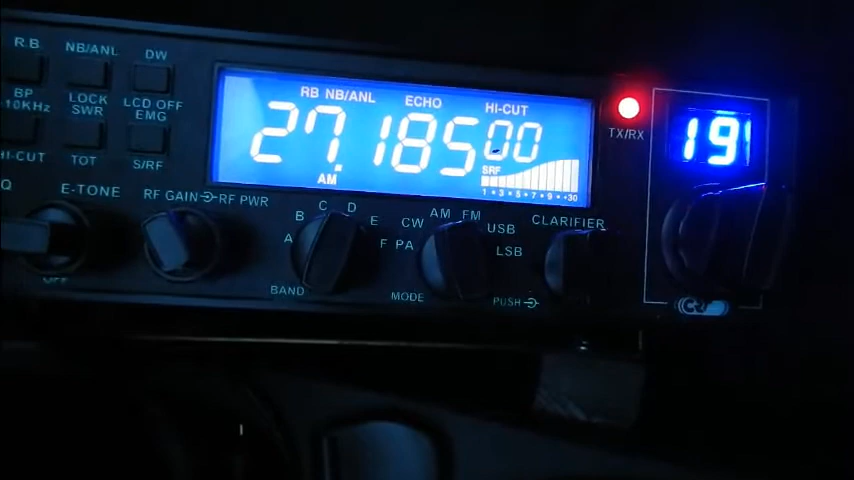 R.B NB/ANL DW
RB NB/ANL ECHO HI-CUT
27.18500
SRF
AM
1 • 3 • 5 • 7 • 9 • +30
BP
+10KHz
LOCK
SWR
LCD OFF
EMG
HI-CUT TOT S/RF
TX/RX
19
E-TONE
OFF
RF GAIN RF PWR
A B C D E F
BAND
PA CW AM FM USB LSB
MODE
CLARIFIER
PUSH